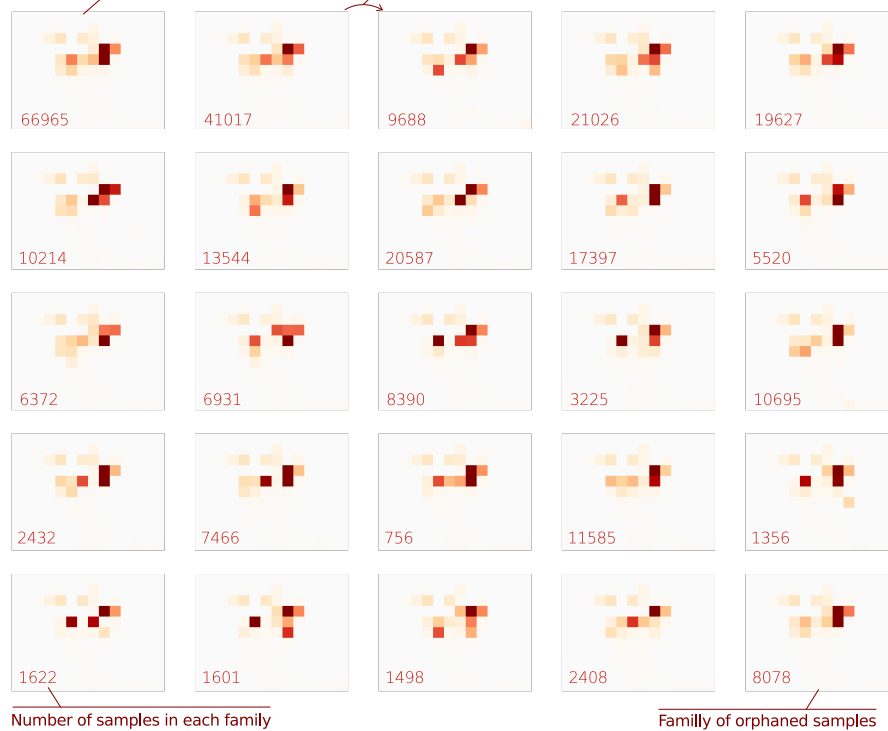 66965 41017 9688 21026 19627
10214 13544 20587 17397 5520
6372 6931 8390 3225 10695
2432 7466 756 11585 1356
1622 1601 1498 2408 8078
Number of samples in each family Familly of orphaned samples